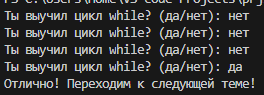 Ты выучил цикл while? (да/нет): нет
Ты выучил цикл while? (да/нет): нет
Ты выучил цикл while? (да/нет): нет
Ты выучил цикл while? (да/нет): да
Отлично! Переходим к следующей теме!